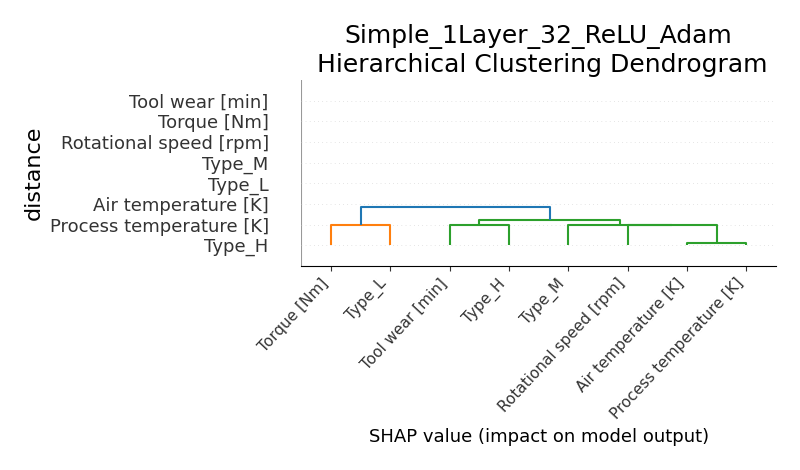 Simple_1Layer_32_ReLU_Adam
Hierarchical Clustering Dendrogram
distance
Tool wear [min]
Torque [Nm]
Rotational speed [rpm]
Type_M
Type_L
Air temperature [K]
Process temperature [K]
Type_H
Torque [Nm]
Type_L
Tool wear [min]
Type_H
Type_M
Rotational speed [rpm]
Air temperature [K]
Process temperature [K]
SHAP value (impact on model output)